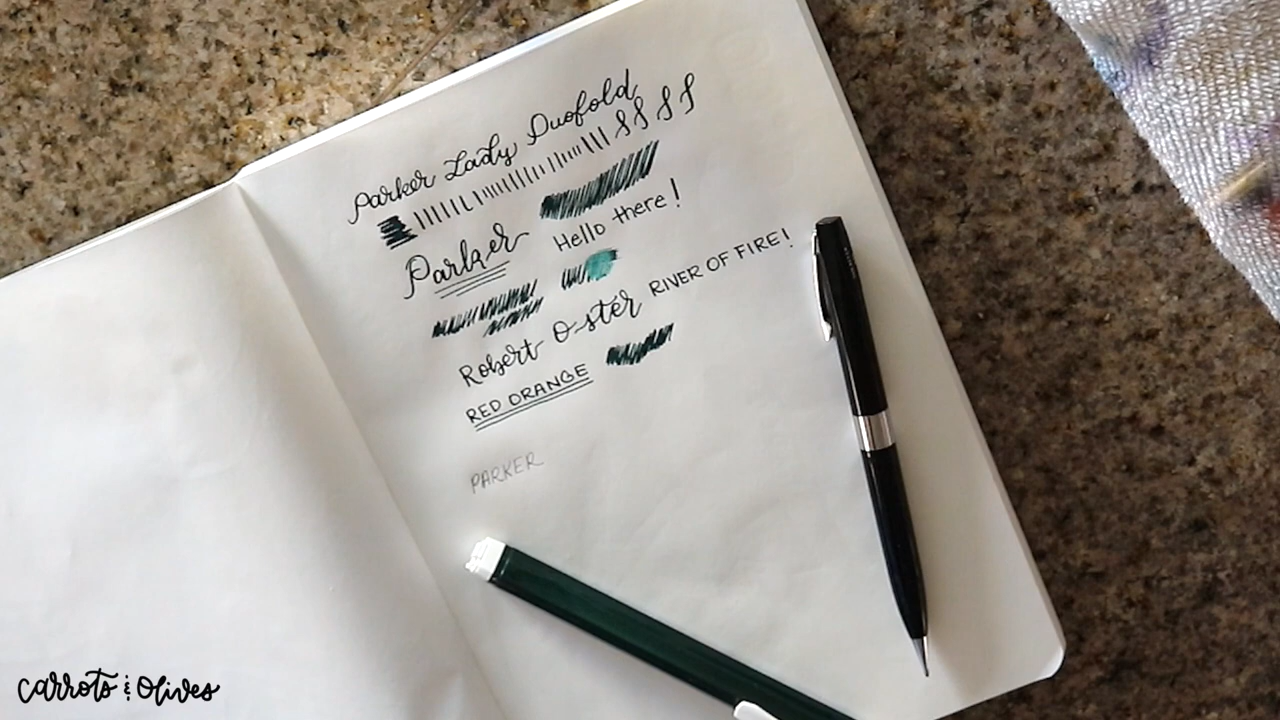 Parker Lady Duofold
Parker
Hello there!
Robert Oster RIVER OF FIRE!
RED ORANGE
PARKER
carrots & Olives